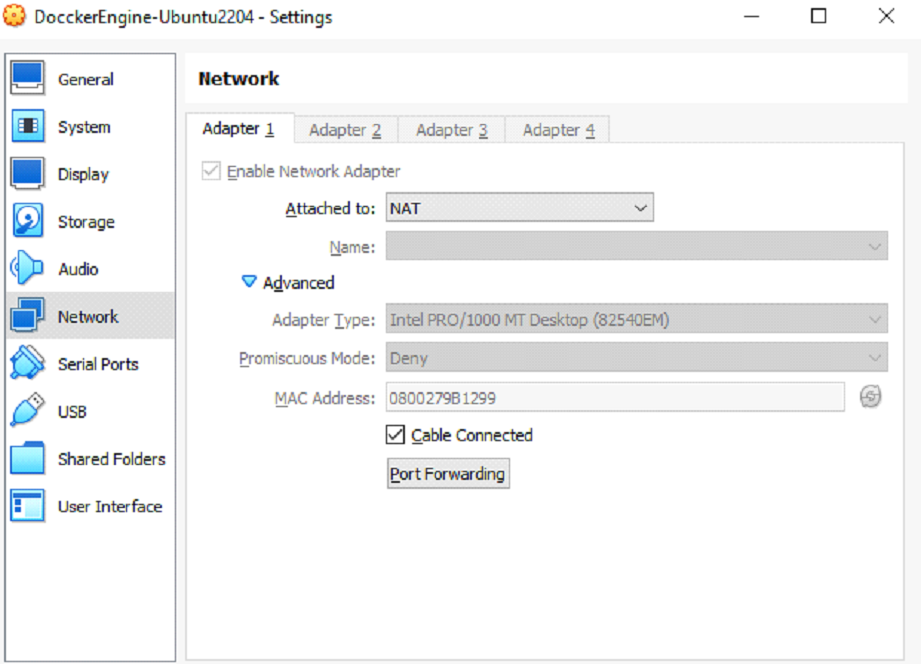 DocckerEngine-Ubuntu2204 - Settings
General
System
Display
Storage
Audio
Network
Serial Ports
USB
Shared Folders
User Interface
Network
Adapter 1 Adapter 2 Adapter 3 Adapter 4
Enable Network Adapter
Attached to: NAT
Name:
Advanced
Adapter Type: Intel PRO/1000 MT Desktop (82540EM)
Promiscuous Mode: Deny
MAC Address: 0800279B1299
Cable Connected
Port Forwarding